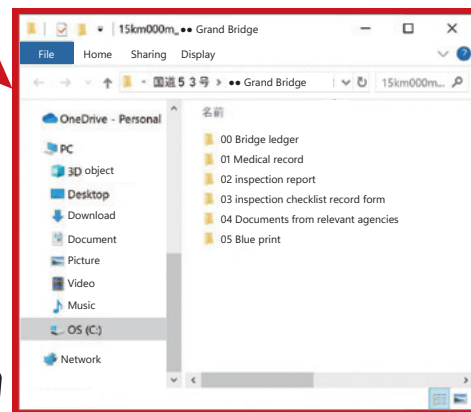 15km000m_●● Grand Bridge
File Home Sharing Display
国道53号 > ●● Grand Bridge 15km000m...
OneDrive - Personal
PC
3D object
Desktop
Download
Document
Picture
Video
Music
OS (C:)
Network
名前
00 Bridge ledger
01 Medical record
02 inspection report
03 inspection checklist record form
04 Documents from relevant agencies
05 Blue print